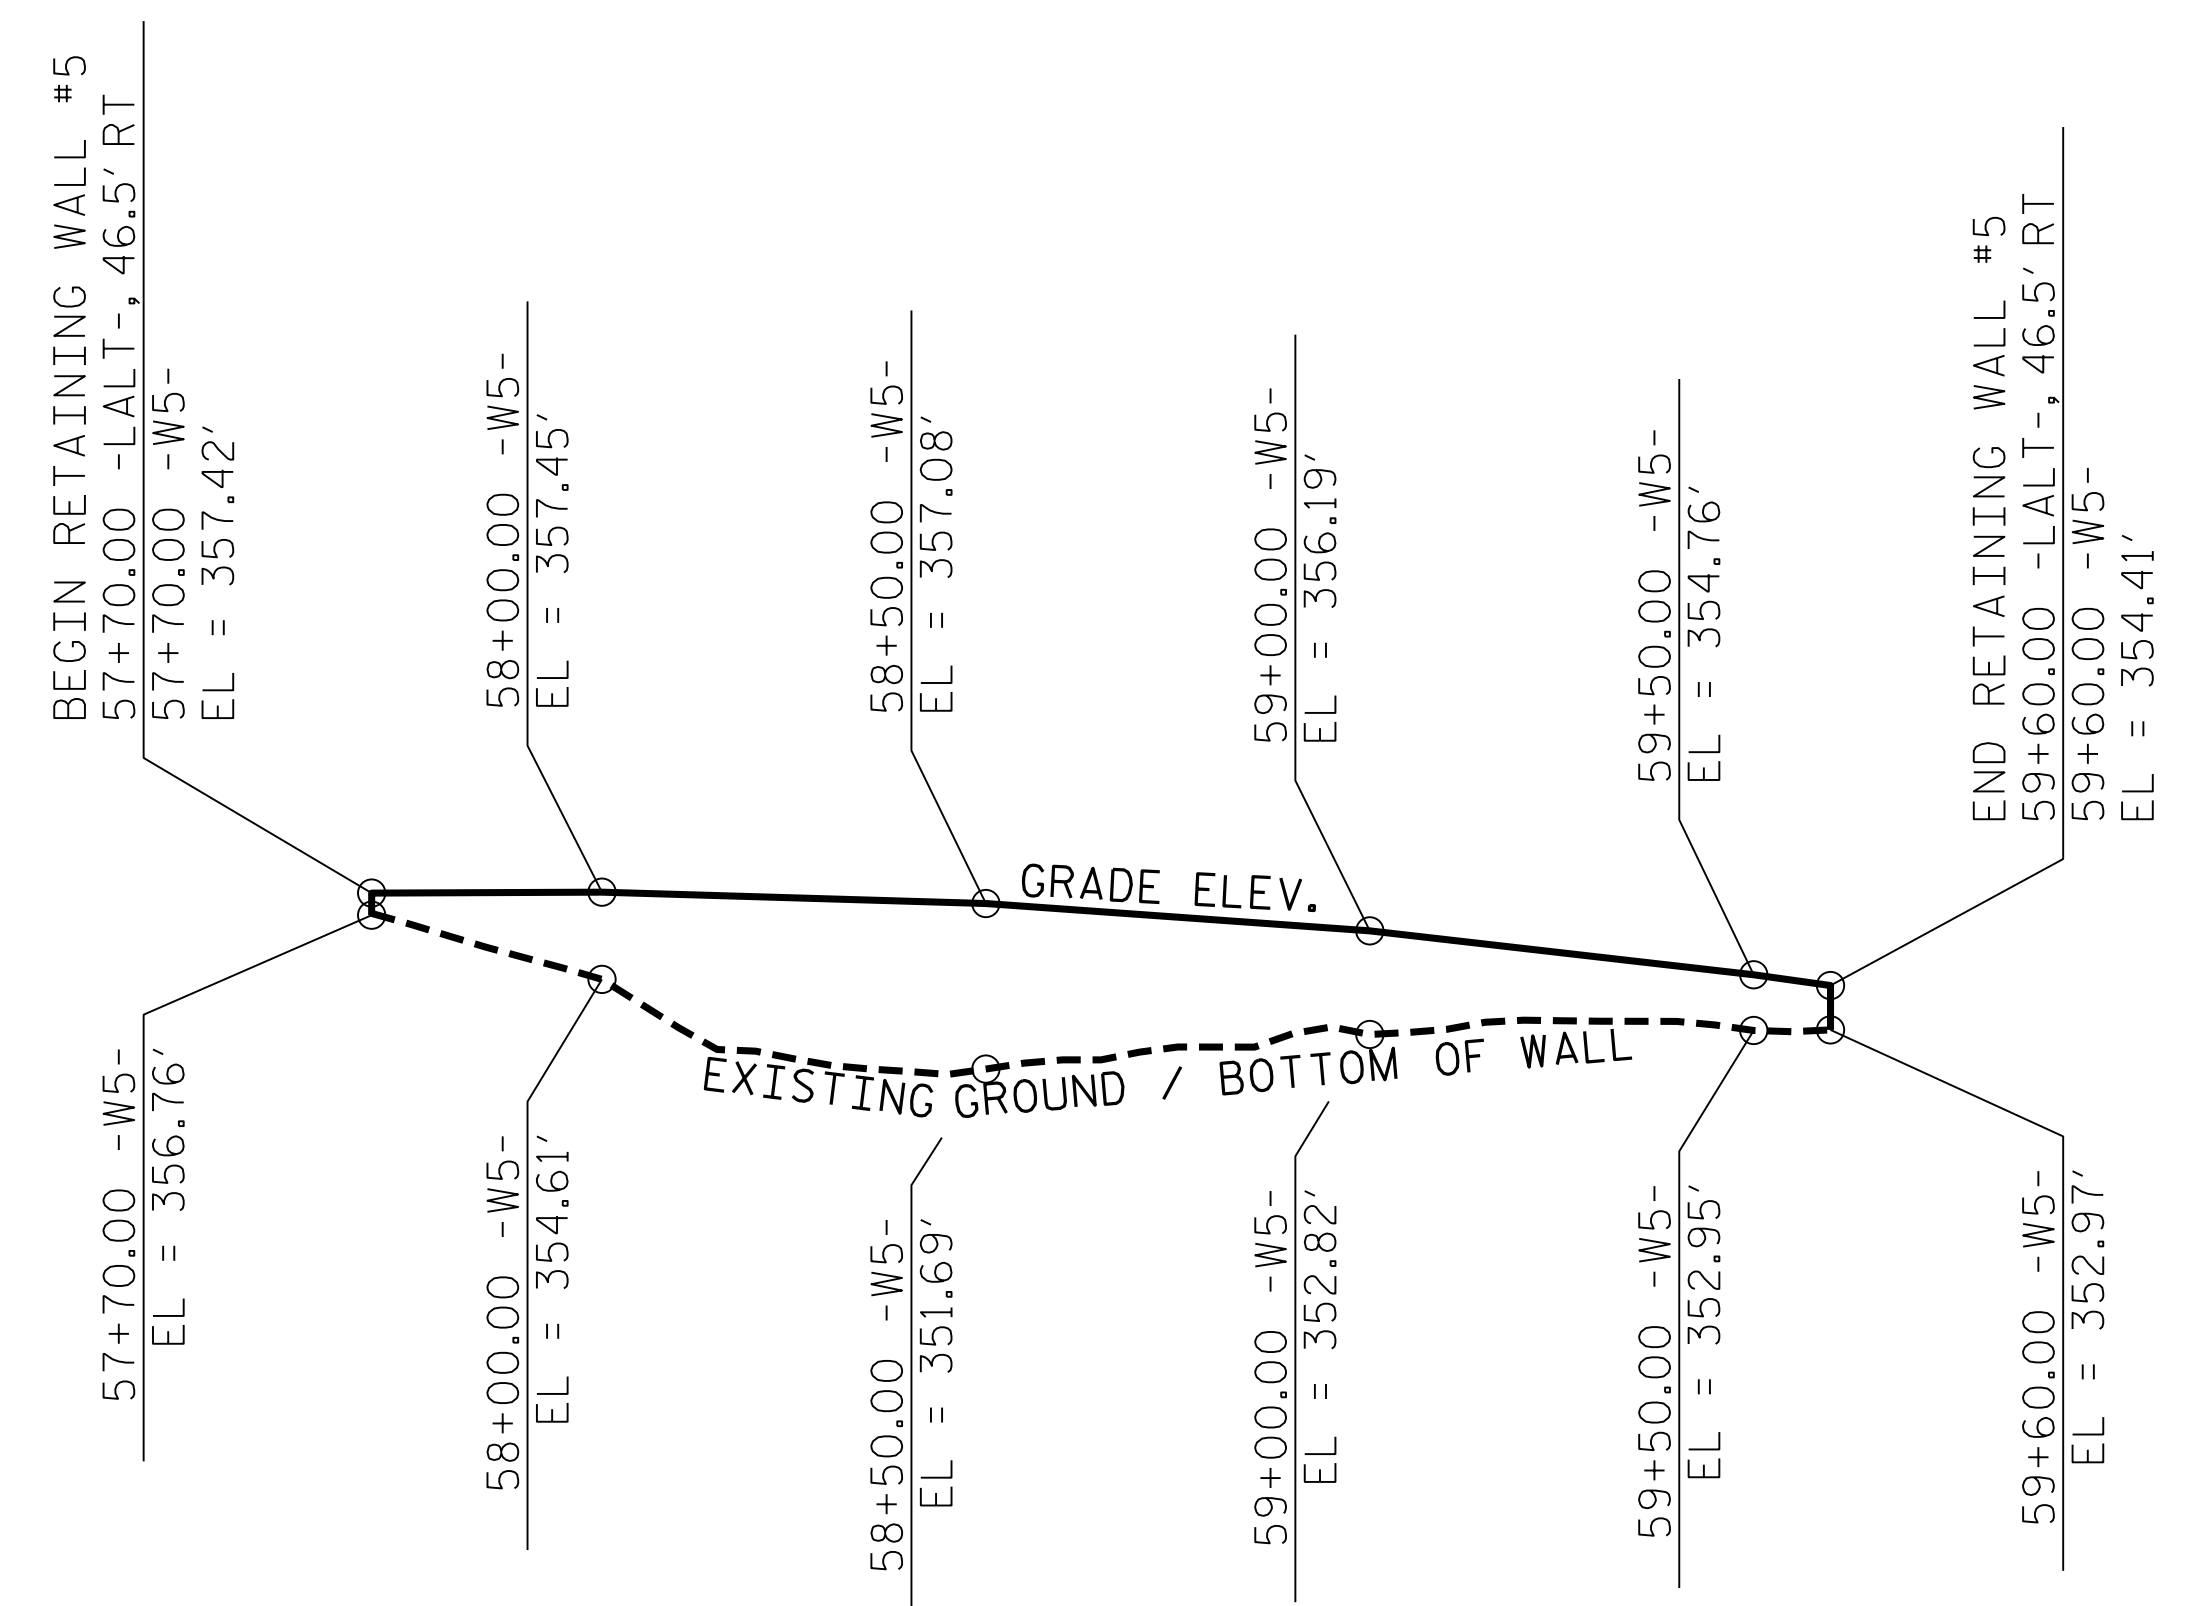 BEGIN RETAINING WALL #5
57+70.00 -LALT-, 46.5' RT
57+70.00 -W5-
EL = 357.42'
58+00.00 -W5-
EL = 357.45'
58+50.00 -W5-
EL = 357.08'
59+00.00 -W5-
EL = 356.19'
59+50.00 -W5-
EL = 354.76'
END RETAINING WALL #5
59+60.00 -LALT-, 46.5' RT
59+60.00 -W5-
EL = 354.41'
GRADE ELEV.
EXISTING GROUND / BOTTOM OF WALL
57+70.00 -W5-
EL = 356.76'
58+00.00 -W5-
EL = 354.61'
58+50.00 -W5-
EL = 351.69'
59+00.00 -W5-
EL = 352.82'
59+50.00 -W5-
EL = 352.95'
59+60.00 -W5-
EL = 352.97'